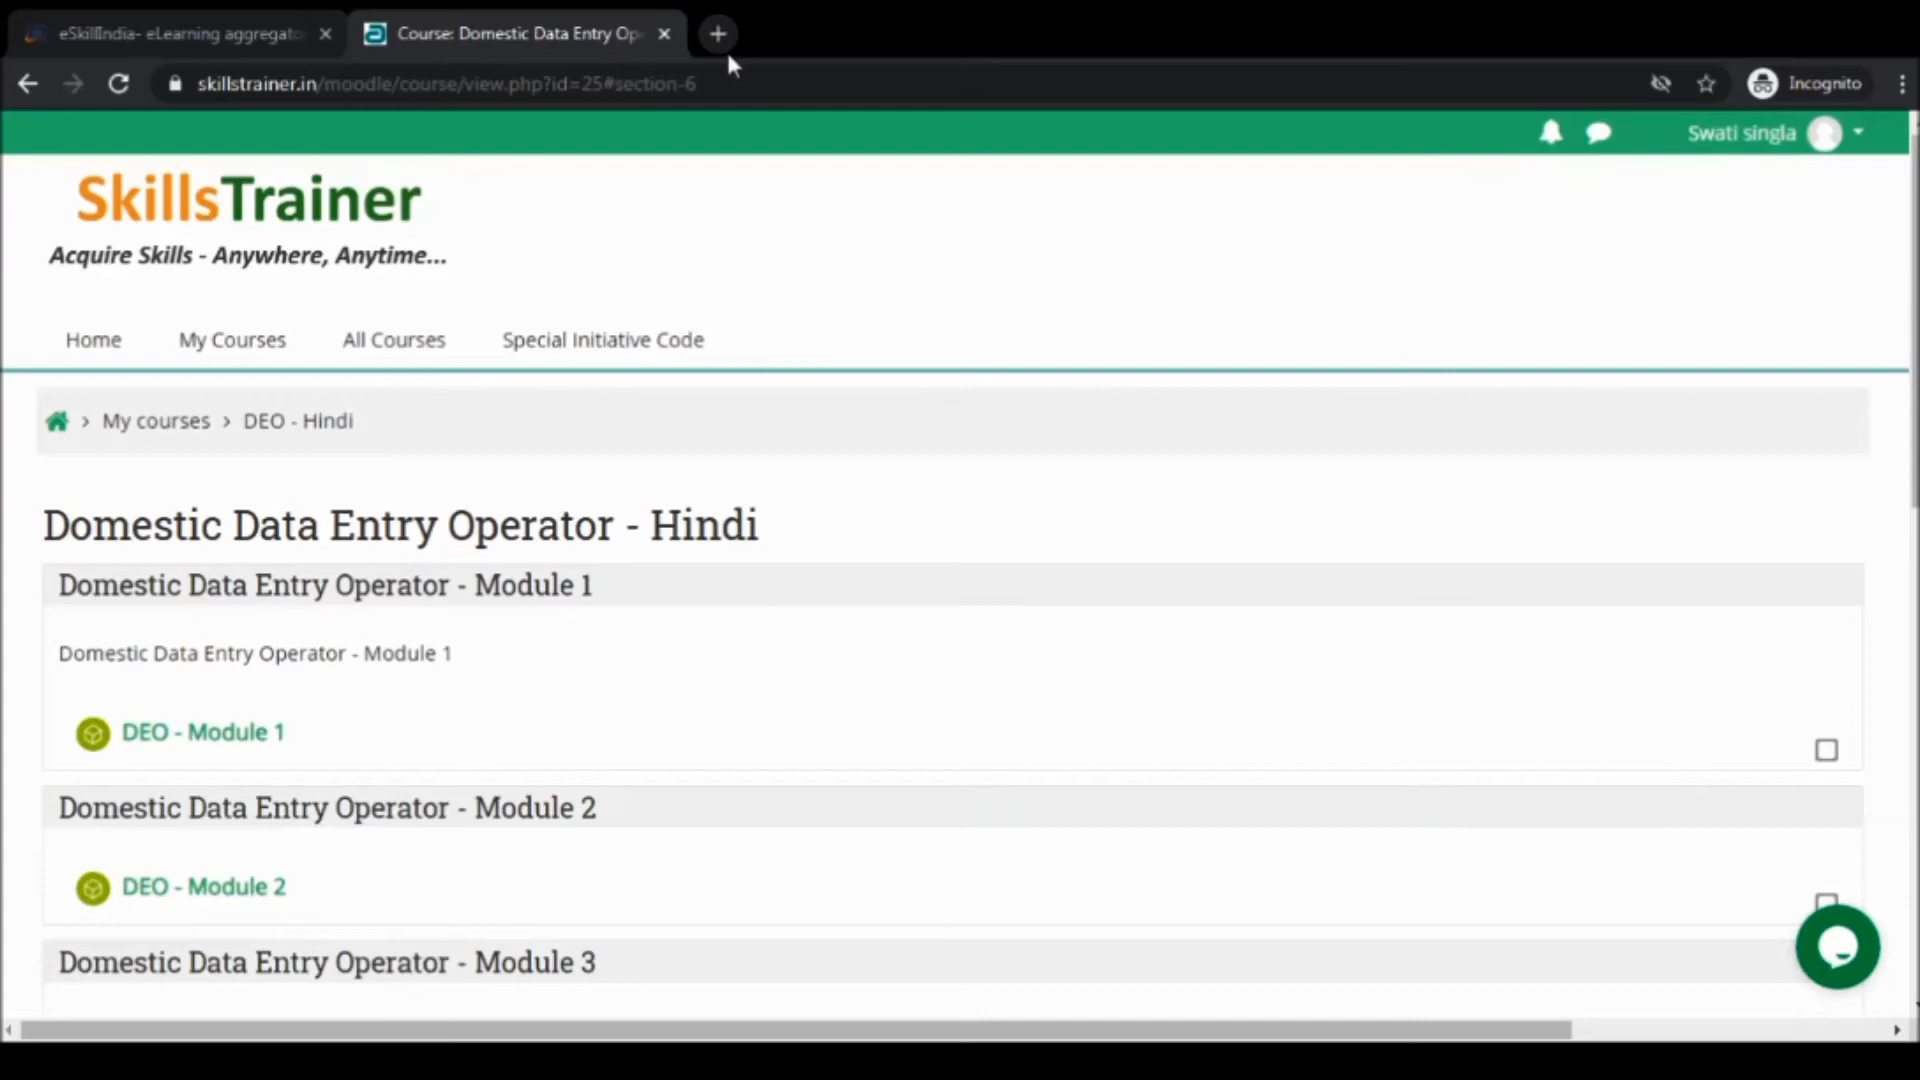 eSkillIndia- eLearning aggregato
Course: Domestic Data Entry Op
skillstrainer.in/moodle/course/view.php?id=25#section-6
Incognito
Swati singla
SkillsTrainer
Acquire Skills - Anywhere, Anytime...
Home My Courses All Courses Special Initiative Code
My courses > DEO - Hindi
Domestic Data Entry Operator - Hindi
Domestic Data Entry Operator - Module 1
Domestic Data Entry Operator - Module 1
DEO - Module 1
Domestic Data Entry Operator - Module 2
DEO - Module 2
Domestic Data Entry Operator - Module 3